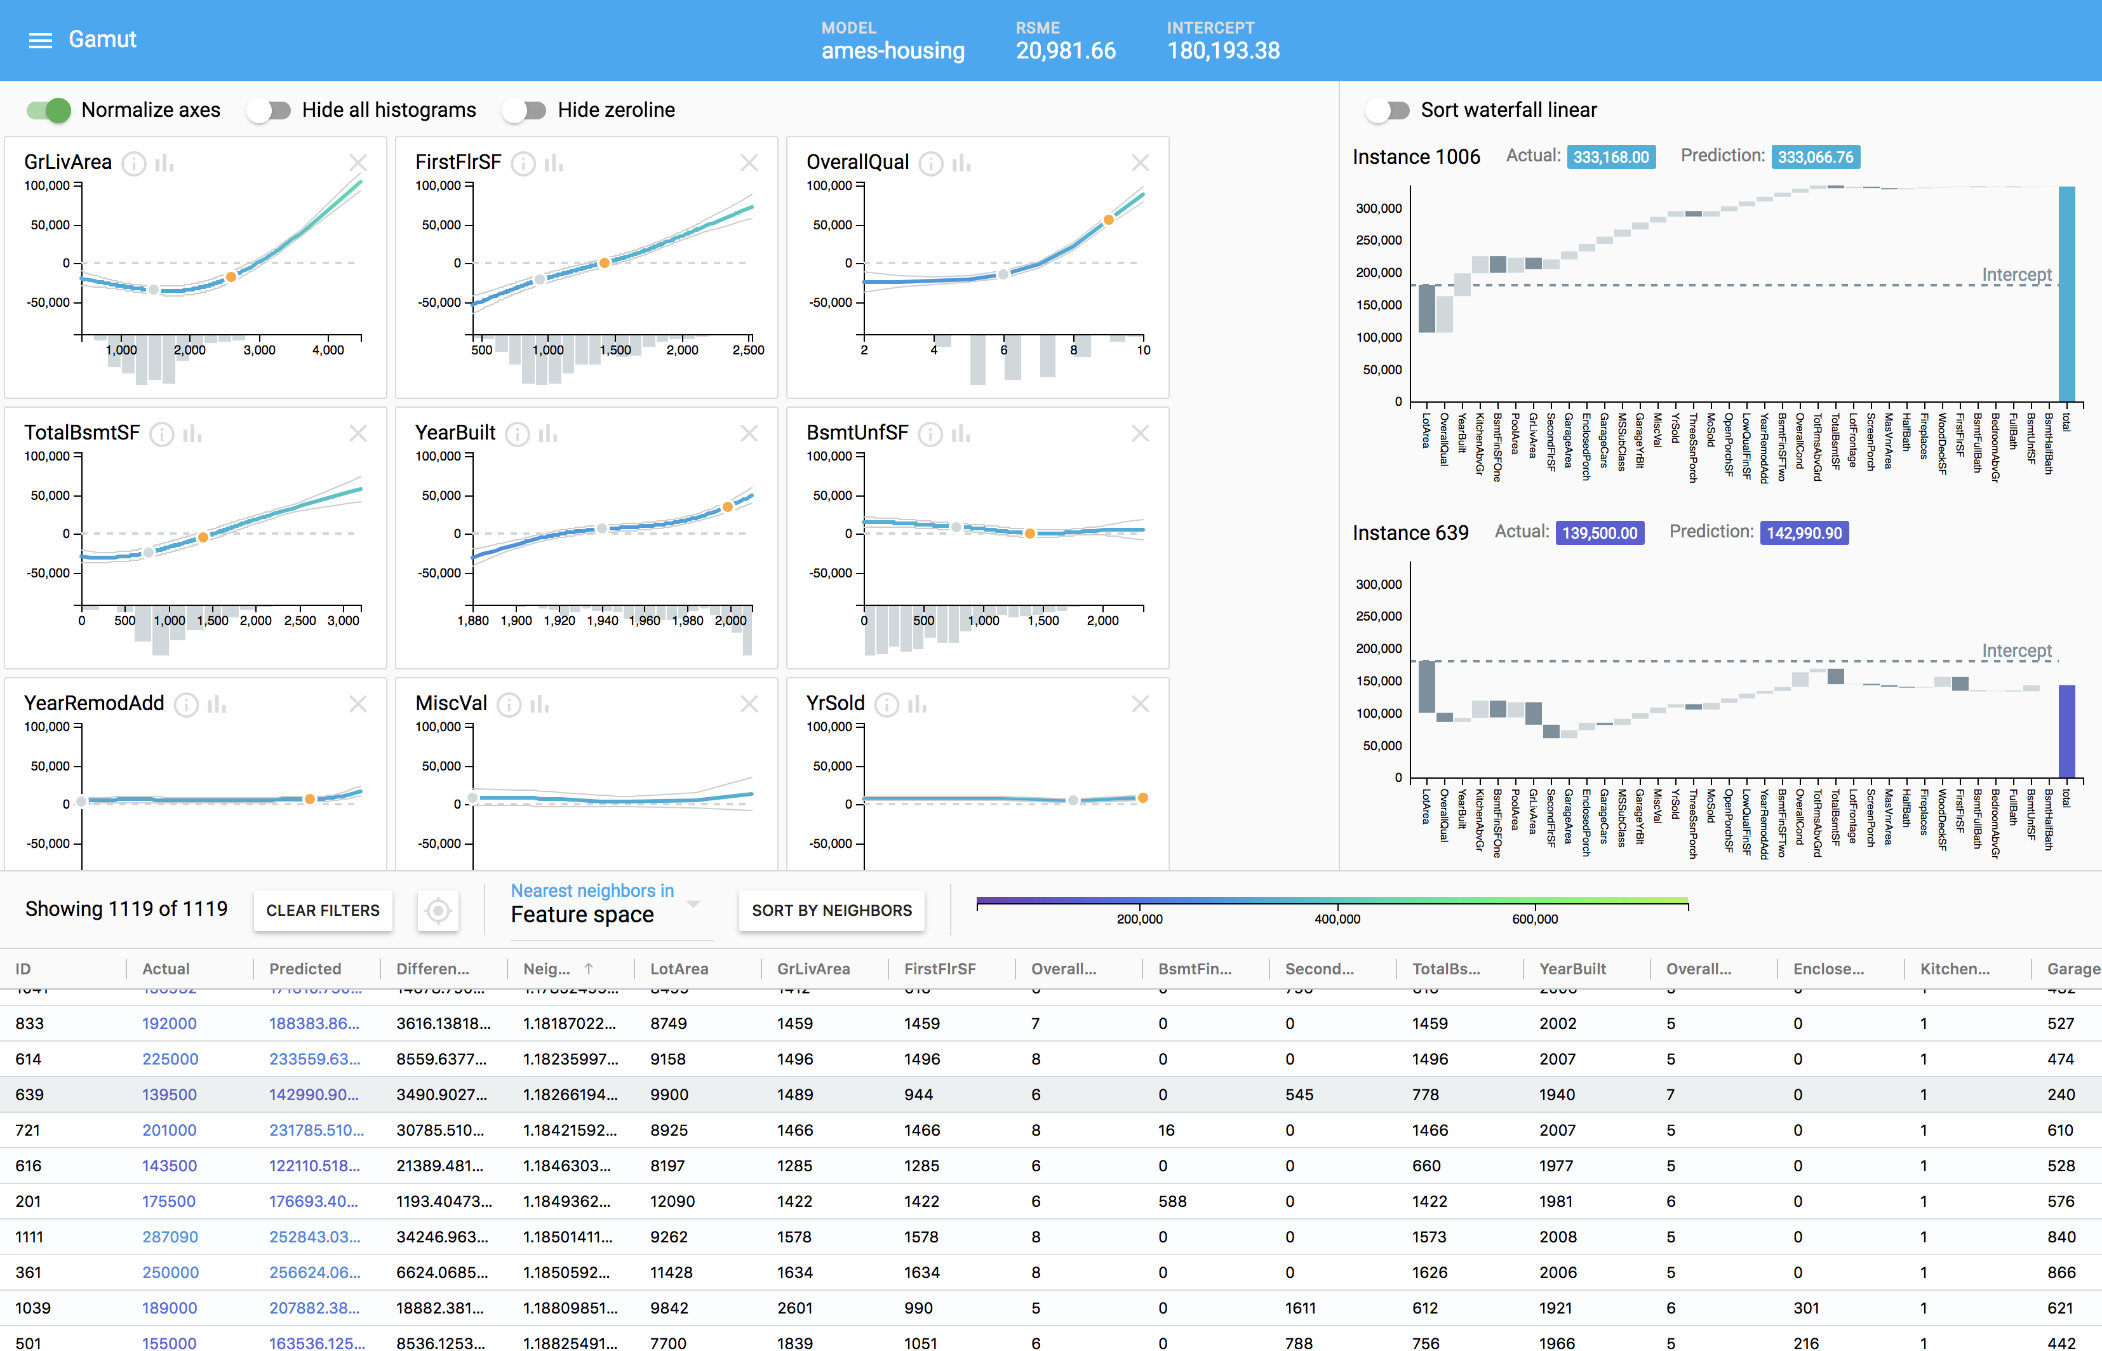 Gamut
MODEL RSME INTERCEPT
ames-housing 20,981.66 180,193.38
Normalize axes Hide all histograms Hide zeroline
GrLivArea
100,000
50,000
0
-50,000
1,000 2,000 3,000 4,000
FirstFlrSF
100,000
50,000
0
-50,000
500 1,000 1,500 2,000 2,500
OverallQual
100,000
50,000
0
-50,000
2 4 6 8 10
TotalBsmtSF
100,000
50,000
0
-50,000
0 500 1,000 1,500 2,000 2,500 3,000
YearBuilt
100,000
50,000
0
-50,000
1,880 1,900 1,920 1,940 1,960 1,980 2,000
BsmtUnfSF
100,000
50,000
0
-50,000
0 500 1,000 1,500 2,000
YearRemodAdd
100,000
50,000
0
-50,000
MiscVal
100,000
50,000
0
-50,000
YrSold
100,000
50,000
0
-50,000
Sort waterfall linear
Instance 1006 Actual: 333,168.00 Prediction: 333,066.76
300,000
250,000
200,000
150,000
100,000
50,000
0
Intercept
LotArea
OverallQual
YearBuilt
KitchenAbvGr
BsmtFinSFOne
PoolArea
GrLivArea
SecondFlrSF
GarageArea
EnclosedPorch
GarageCars
MSSubClass
GarageYrBlt
MiscVal
YrSold
ThreeSsnPorch
MoSold
OpenPorchSF
LowQualFinSF
YearRemodAdd
BsmtFinSFTwo
OverallCond
TotRmsAbvGrd
TotalBsmtSF
LotFrontage
ScreenPorch
MasVnrArea
HalfBath
Fireplaces
WoodDeckSF
FirstFlrSF
BsmtFullBath
BedroomAbvGr
FullBath
BsmtUnfSF
BsmtHalfBath
total
Instance 639 Actual: 139,500.00 Prediction: 142,990.90
300,000
250,000
200,000
150,000
100,000
50,000
0
Intercept
LotArea
OverallQual
YearBuilt
KitchenAbvGr
BsmtFinSFOne
PoolArea
GrLivArea
SecondFlrSF
GarageArea
EnclosedPorch
GarageCars
MSSubClass
GarageYrBlt
MiscVal
YrSold
ThreeSsnPorch
MoSold
OpenPorchSF
LowQualFinSF
YearRemodAdd
BsmtFinSFTwo
OverallCond
TotRmsAbvGrd
TotalBsmtSF
LotFrontage
ScreenPorch
MasVnrArea
HalfBath
Fireplaces
WoodDeckSF
FirstFlrSF
BsmtFullBath
BedroomAbvGr
FullBath
BsmtUnfSF
BsmtHalfBath
total
Showing 1119 of 1119 CLEAR FILTERS
Nearest neighbors in
Feature space
SORT BY NEIGHBORS
200,000 400,000 600,000
ID Actual Predicted Differen... Neig... ↑ LotArea GrLivArea FirstFlrSF Overall... BsmtFin... Second... TotalBs... YearBuilt Overall... Enclose... Kitchen... Garage
833 192000 188383.86... 3616.13818... 1.18187022... 8749 1459 1459 7 0 0 1459 2002 5 0 1 527
614 225000 233559.63... 8559.6377... 1.18235997... 9158 1496 1496 8 0 0 1496 2007 5 0 1 474
639 139500 142990.90... 3490.9027... 1.18266194... 9900 1489 944 6 0 545 778 1940 7 0 1 240
721 201000 231785.510... 30785.510... 1.18421592... 8925 1466 1466 8 16 0 1466 2007 5 0 1 610
616 143500 122110.518... 21389.481... 1.1846303... 8197 1285 1285 6 0 0 660 1977 5 0 1 528
201 175500 176693.40... 1193.40473... 1.1849362... 12090 1422 1422 6 588 0 1422 1981 6 0 1 576
1111 287090 252843.03... 34246.963... 1.18501411... 9262 1578 1578 8 0 0 1573 2008 5 0 1 840
361 250000 256624.06... 6624.0685... 1.1850592... 11428 1634 1634 8 0 0 1626 2006 5 0 1 866
1039 189000 207882.38... 18882.381... 1.18809851... 9842 2601 990 5 0 1611 612 1921 6 301 1 621
501 155000 163536.125... 8536.1253... 1.18825491... 7700 1839 1051 6 0 788 756 1966 5 216 1 442